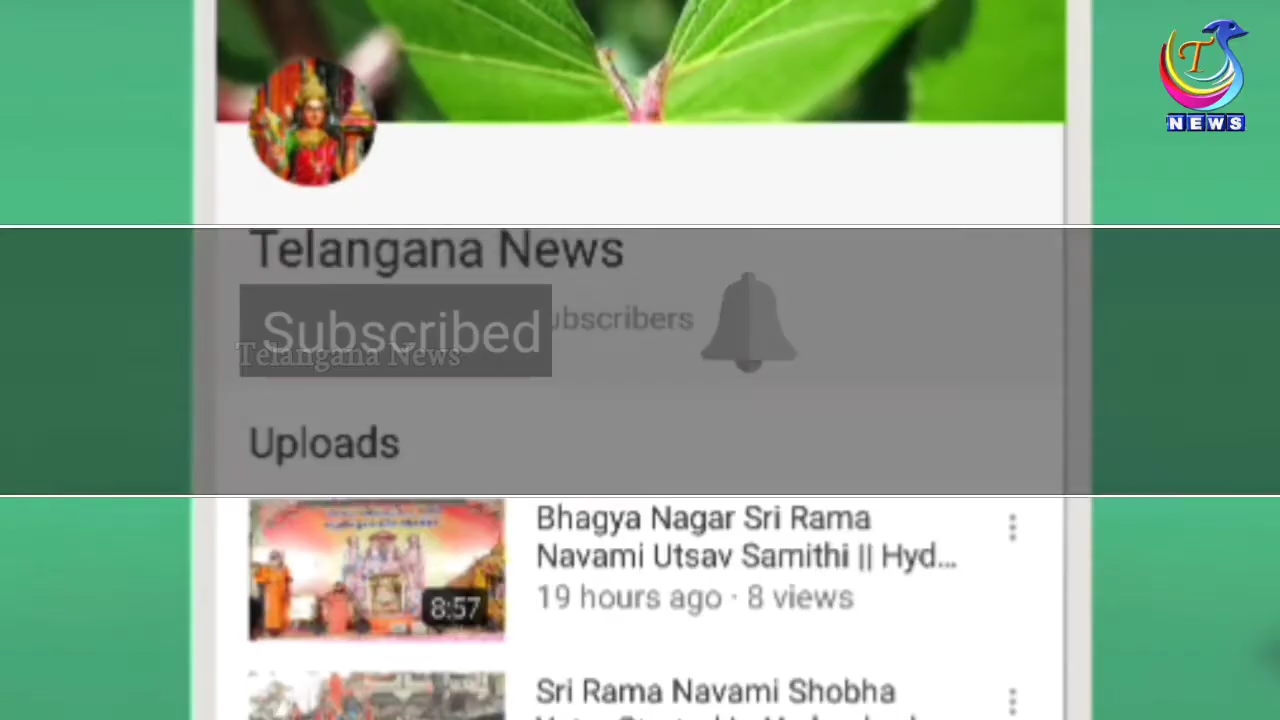 T
NEWS
Telangana News
Subscribed
ubscribers
Telangana News
Uploads
Bhagya Nagar Sri Rama
Navami Utsav Samithi || Hyd...
8:57
19 hours ago · 8 views
Sri Rama Navami Shobha